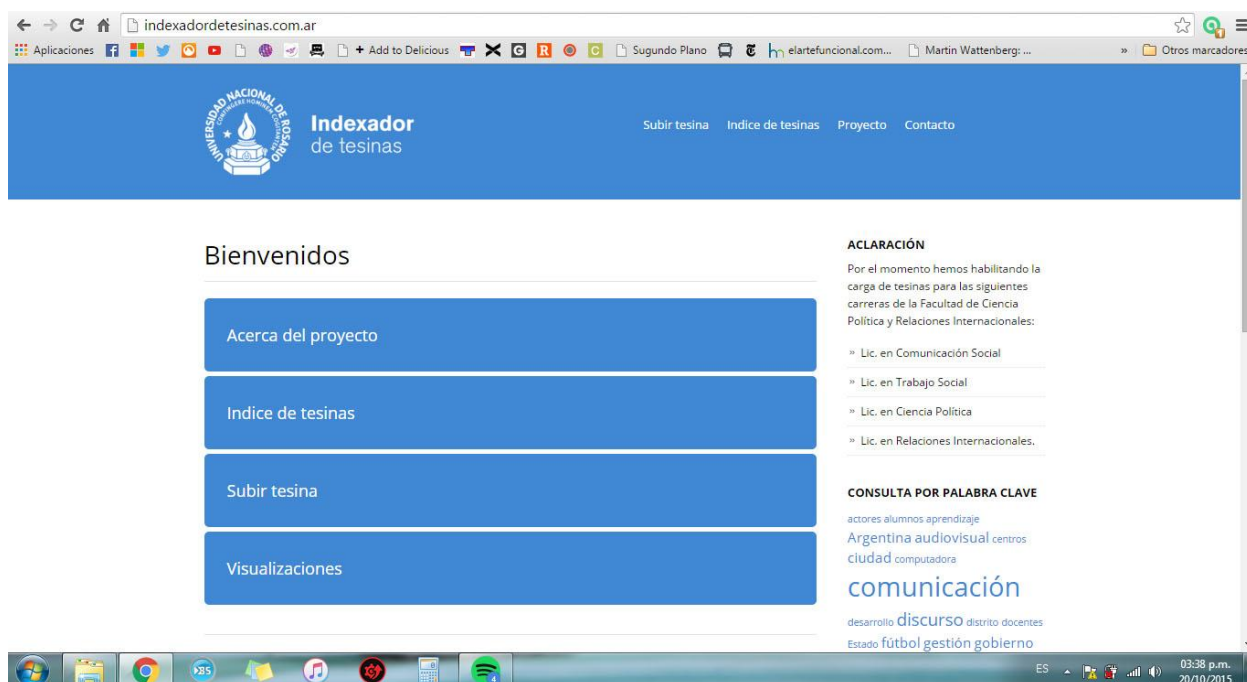 indexadordetesinas.com.ar
Aplicaciones
+ Add to Delicious
Sugundo Plano
elartefuncional.com...
Martin Wattenberg: ...
»
Otros marcadores
UNIVERSIDAD NACIONAL DE ROSARIO
Indexador
de tesinas
Subir tesina
Indice de tesinas
Proyecto
Contacto
Bienvenidos
Acerca del proyecto
Indice de tesinas
Subir tesina
Visualizaciones
ACLARACIÓN
Por el momento hemos habilitando la
carga de tesinas para las siguientes
carreras de la Facultad de Ciencia
Política y Relaciones Internacionales:
» Lic. en Comunicación Social
» Lic. en Trabajo Social
» Lic. en Ciencia Política
» Lic. en Relaciones Internacionales.
CONSULTA POR PALABRA CLAVE
actores alumnos aprendizaje
Argentina audiovisual centros
ciudad computadora
comunicación
desarrollo discurso distrito docentes
Estado fútbol gestión gobierno
ES
03:38 p.m.
20/10/2015